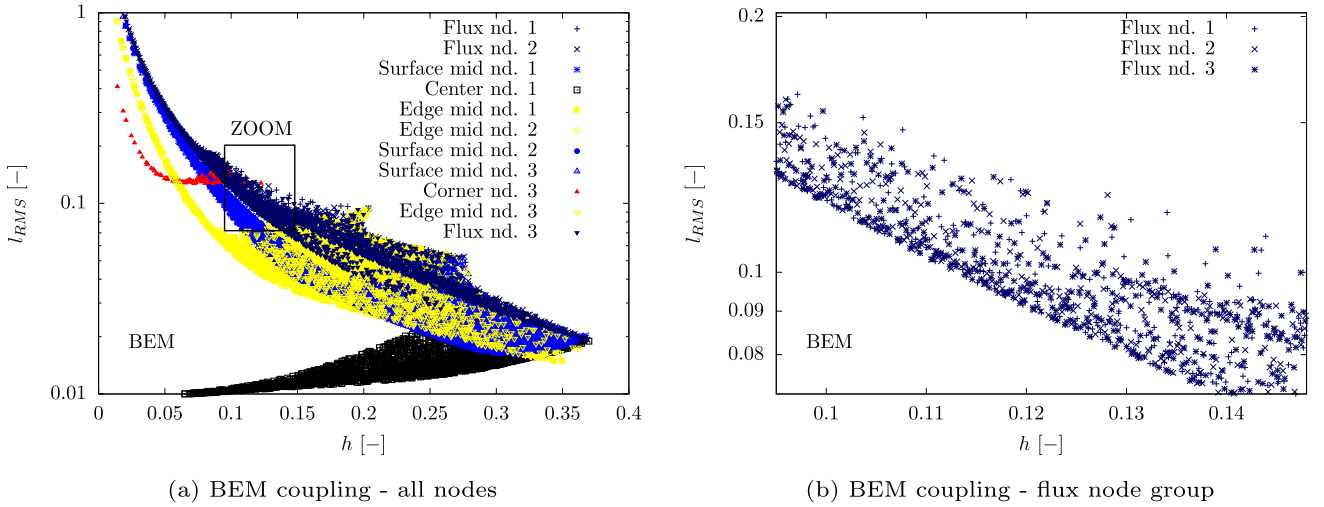 1
0.1
0.01
l_RMS [−]
0 0.05 0.1 0.15 0.2 0.25 0.3 0.35 0.4
h [−]
ZOOM
BEM
Flux nd. 1
Flux nd. 2
Surface mid nd. 1
Center nd. 1
Edge mid nd. 1
Edge mid nd. 2
Surface mid nd. 2
Surface mid nd. 3
Corner nd. 3
Edge mid nd. 3
Flux nd. 3
(a) BEM coupling - all nodes
0.2
0.15
0.1
0.09
0.08
l_RMS [−]
0.1 0.11 0.12 0.13 0.14
h [−]
BEM
Flux nd. 1
Flux nd. 2
Flux nd. 3
(b) BEM coupling - flux node group